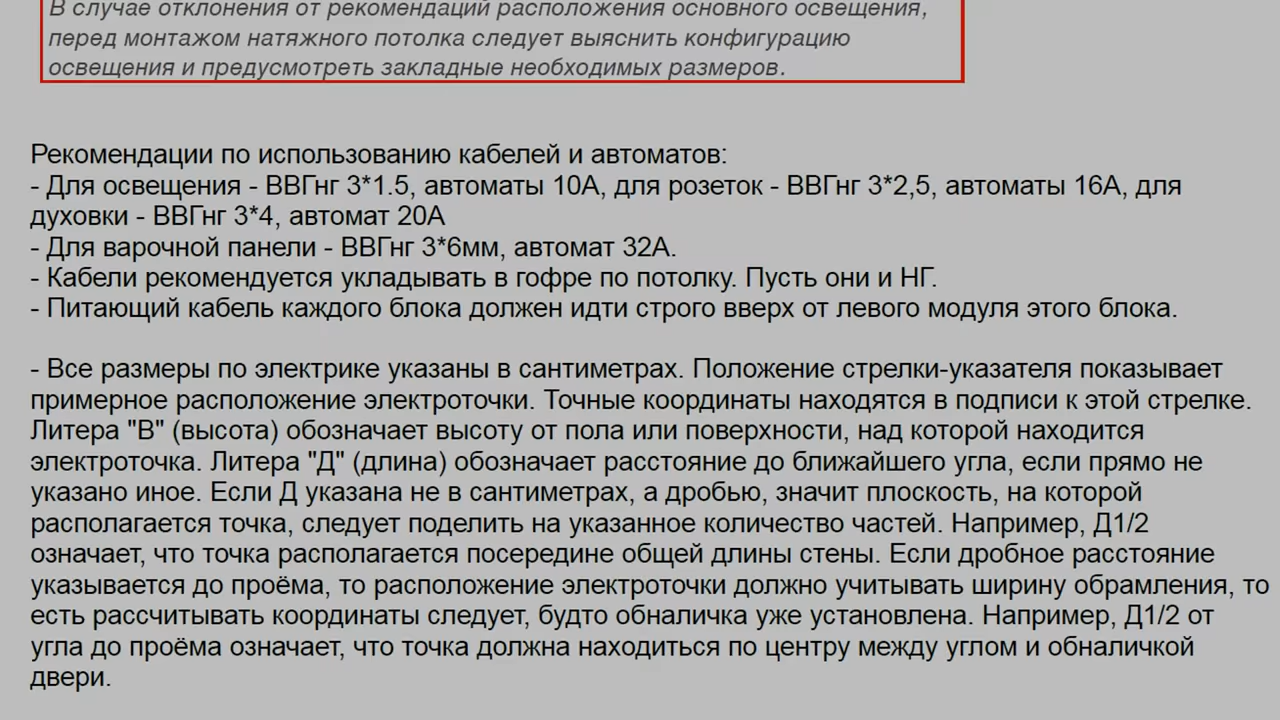 В случае отклонения от рекомендаций расположения основного освещения,
перед монтажом натяжного потолка следует выяснить конфигурацию
освещения и предусмотреть закладные необходимых размеров.
Рекомендации по использованию кабелей и автоматов:
- Для освещения - ВВГнг 3*1.5, автоматы 10А, для розеток - ВВГнг 3*2,5, автоматы 16А, для
духовки - ВВГнг 3*4, автомат 20А
- Для варочной панели - ВВГнг 3*6мм, автомат 32А.
- Кабели рекомендуется укладывать в гофре по потолку. Пусть они и НГ.
- Питающий кабель каждого блока должен идти строго вверх от левого модуля этого блока.
- Все размеры по электрике указаны в сантиметрах. Положение стрелки-указателя показывает
примерное расположение электроточки. Точные координаты находятся в подписи к этой стрелке.
Литера "В" (высота) обозначает высоту от пола или поверхности, над которой находится
электроточка. Литера "Д" (длина) обозначает расстояние до ближайшего угла, если прямо не
указано иное. Если Д указана не в сантиметрах, а дробью, значит плоскость, на которой
располагается точка, следует поделить на указанное количество частей. Например, Д1/2
означает, что точка располагается посередине общей длины стены. Если дробное расстояние
указывается до проёма, то расположение электроточки должно учитывать ширину обрамления, то
есть рассчитывать координаты следует, будто обналичка уже установлена. Например, Д1/2 от
угла до проёма означает, что точка должна находиться по центру между углом и обналичкой
двери.